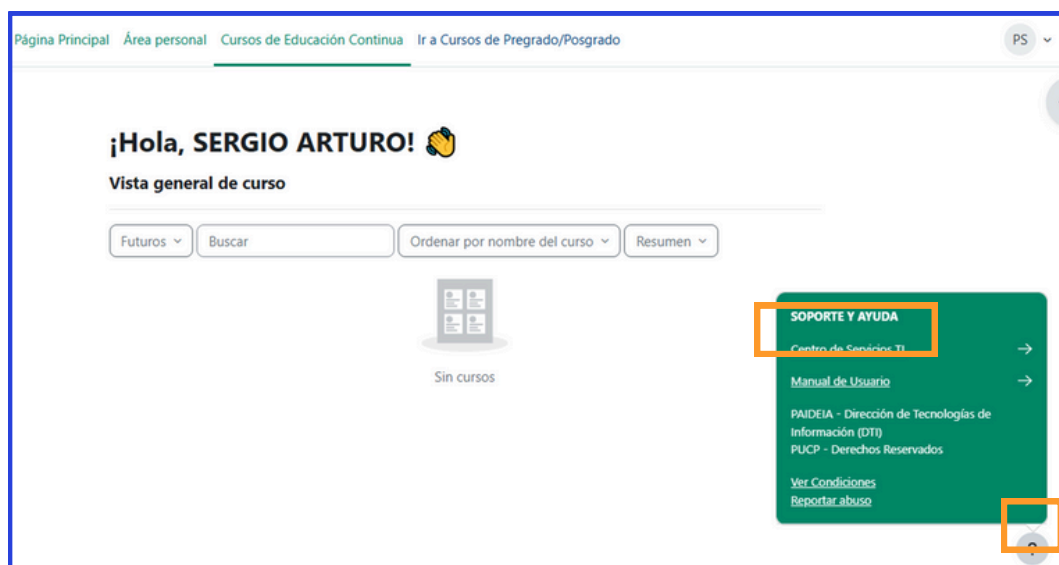 Página Principal Área personal Cursos de Educación Continua Ir a Cursos de Pregrado/Posgrado PS
¡Hola, SERGIO ARTURO!
Vista general de curso
Futuros Buscar Ordenar por nombre del curso Resumen
Sin cursos
SOPORTE Y AYUDA
Centro de Servicios TI
Manual de Usuario
PAIDEIA - Dirección de Tecnologías de
Información (DTI)
PUCP - Derechos Reservados
Ver Condiciones
Reportar abuso
?